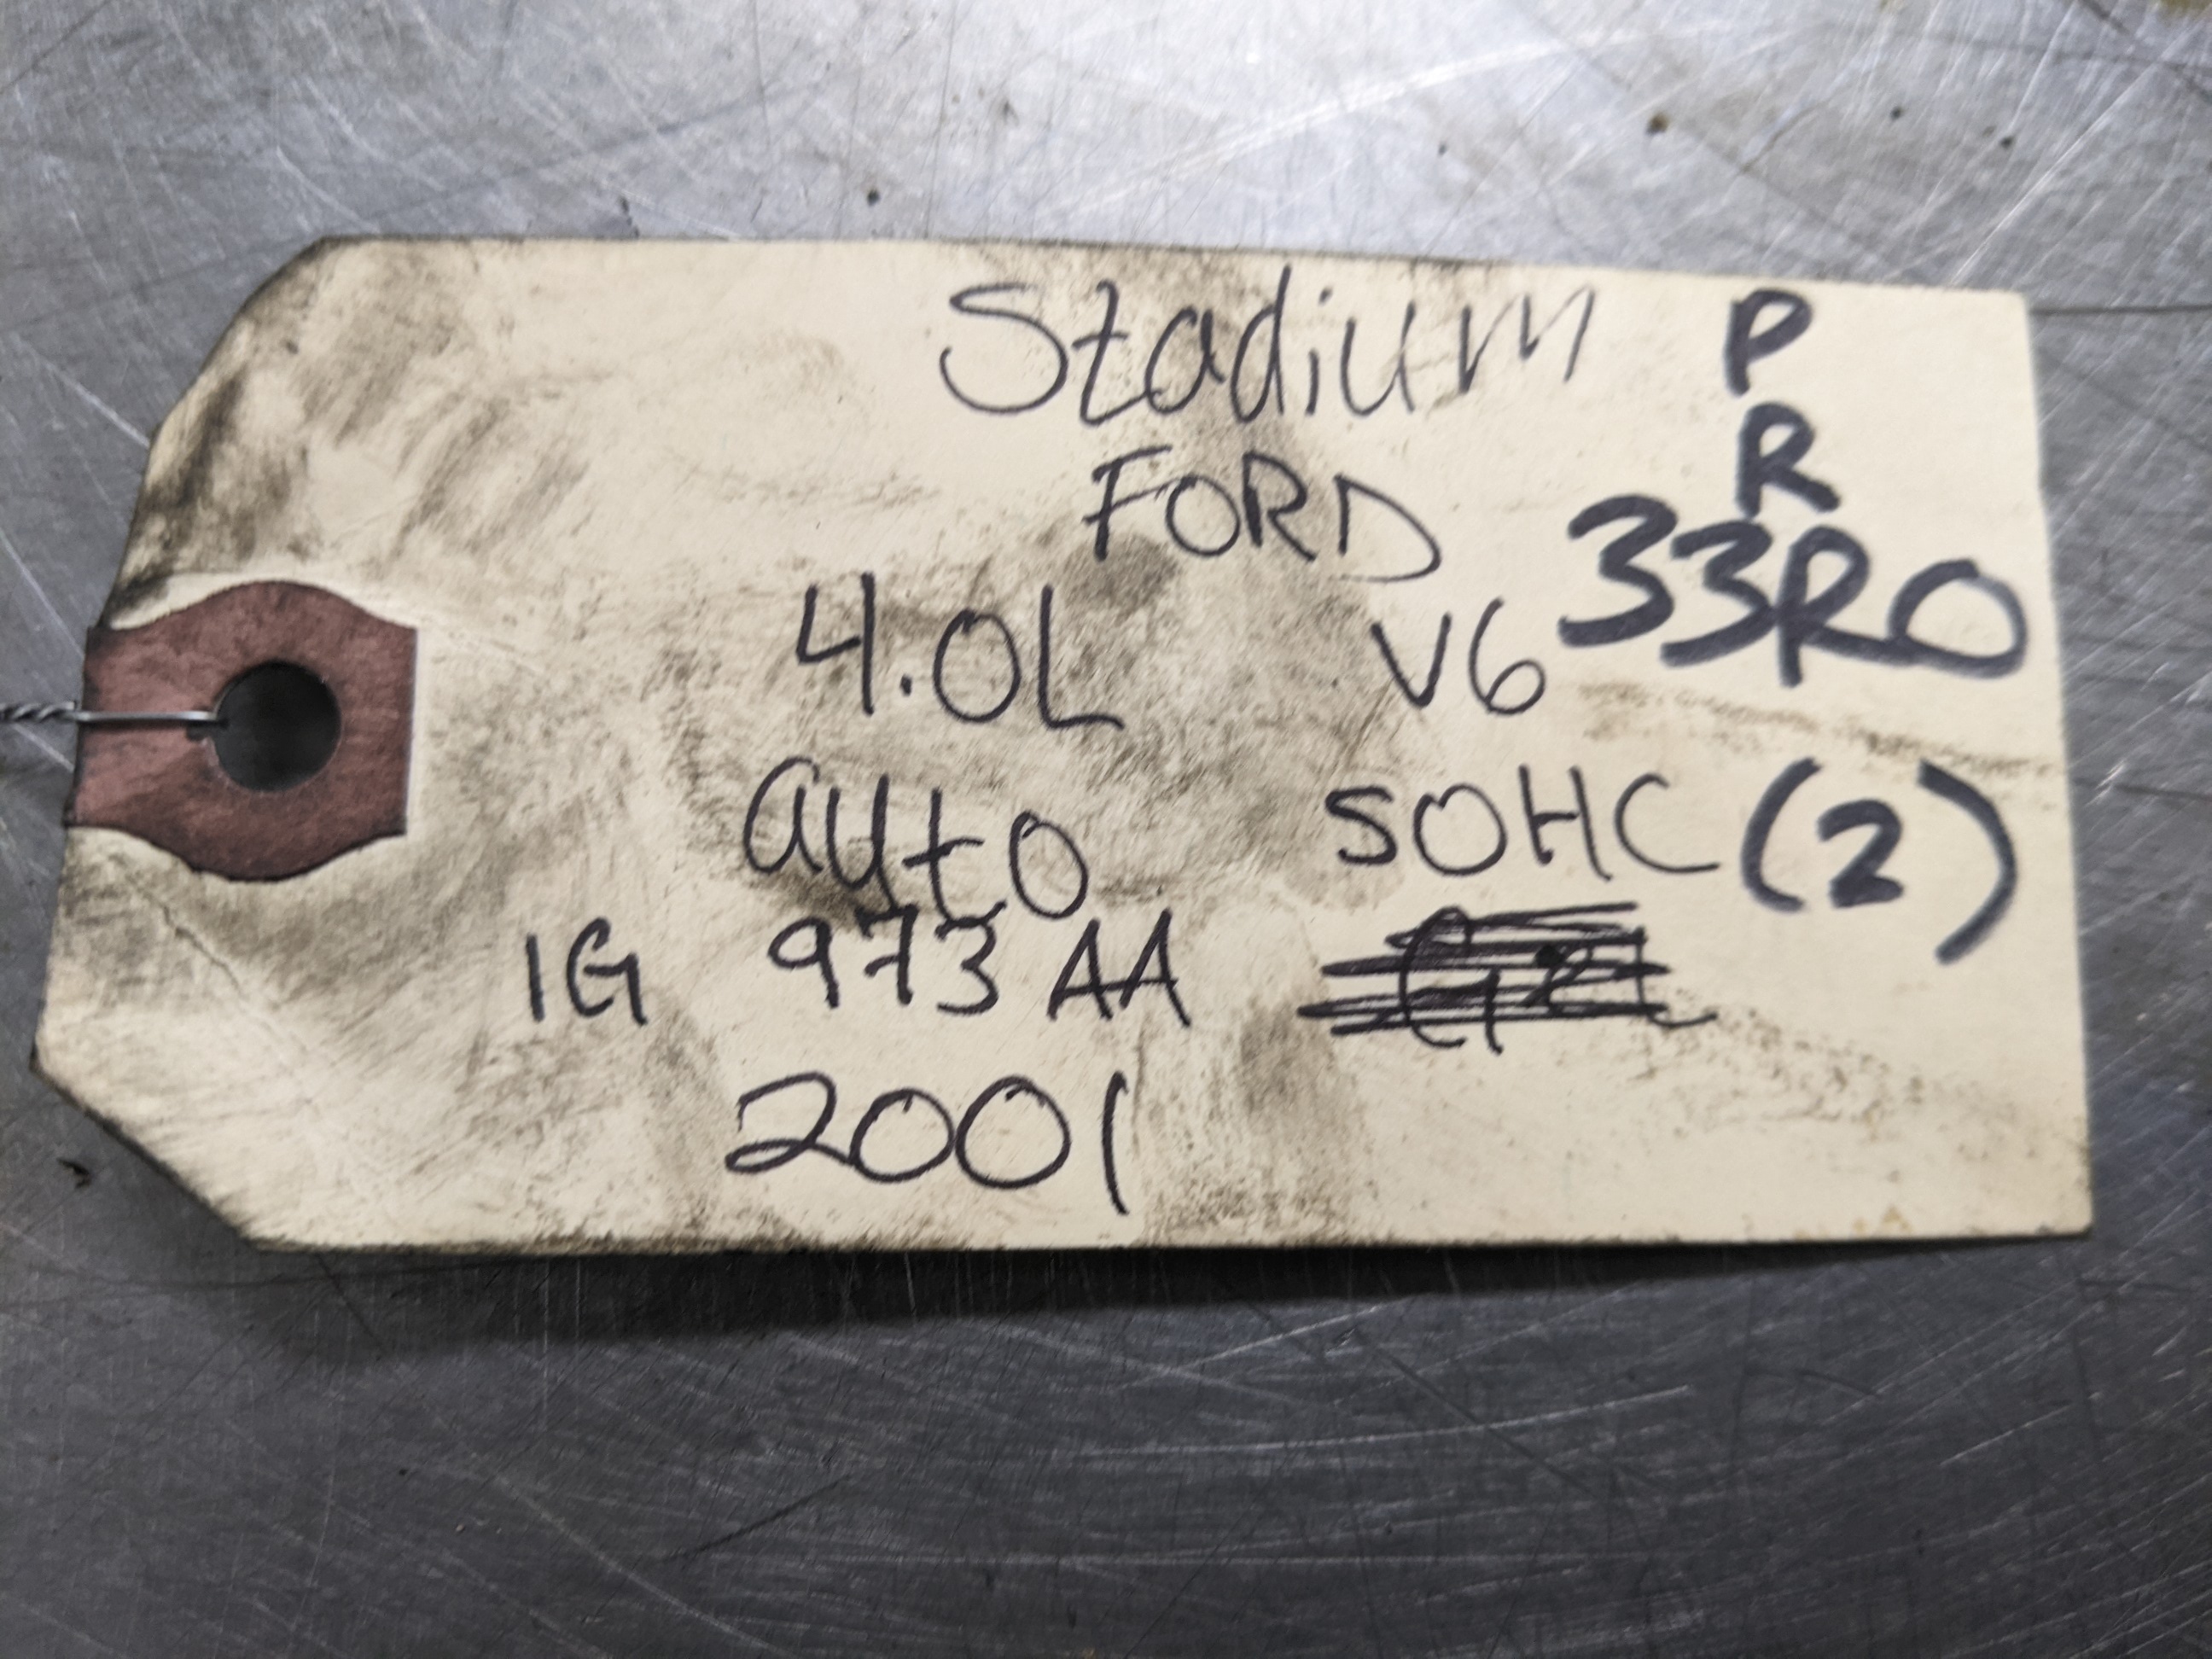 Stadium P
R
FORD 33RO
4.0L V6
auto SOHC (2)
1G 973 AA
2001